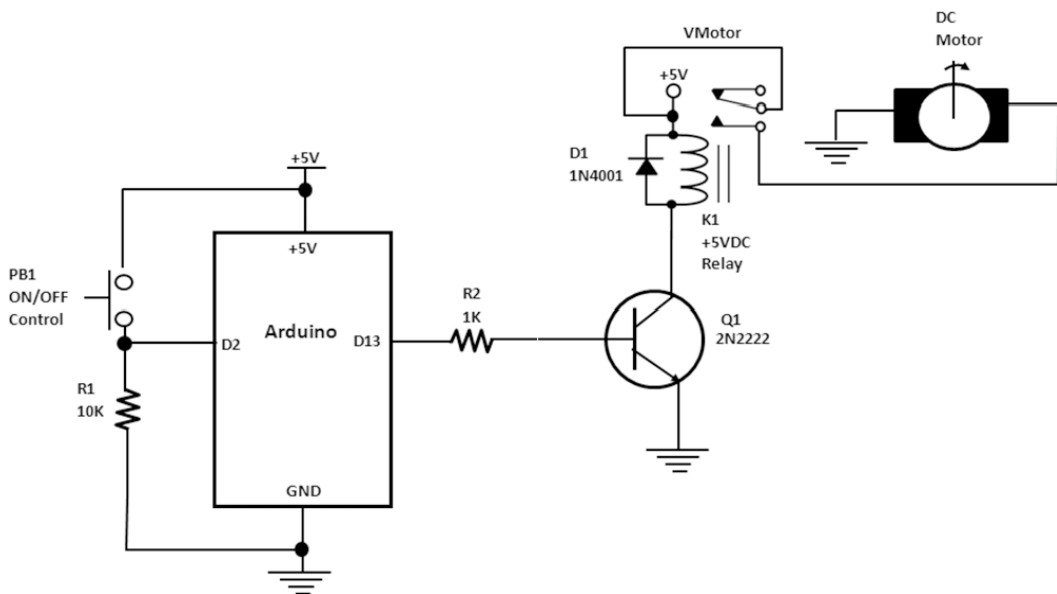 DC
Motor
VMotor
+5V
D1
1N4001
+5V
K1
+5VDC
Relay
+5V
PB1
ON/OFF
Control
D2
Arduino
D13
R2
1K
Q1
2N2222
R1
10K
GND